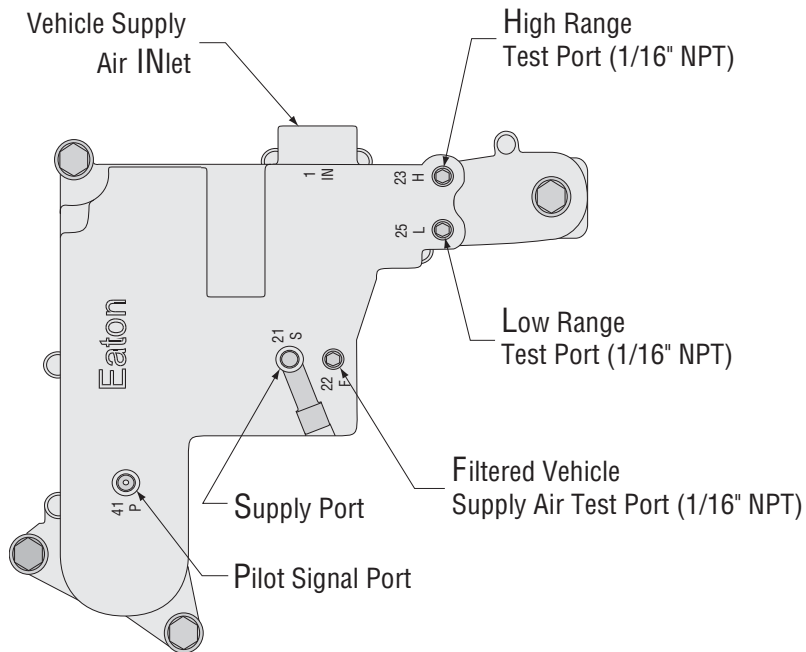 Vehicle Supply
Air INlet
High Range
Test Port (1/16" NPT)
1
IN
23
H
25
L
Low Range
Test Port (1/16" NPT)
Eaton
21
S
22
F
Filtered Vehicle
Supply Air Test Port (1/16" NPT)
Supply Port
41
P
Pilot Signal Port